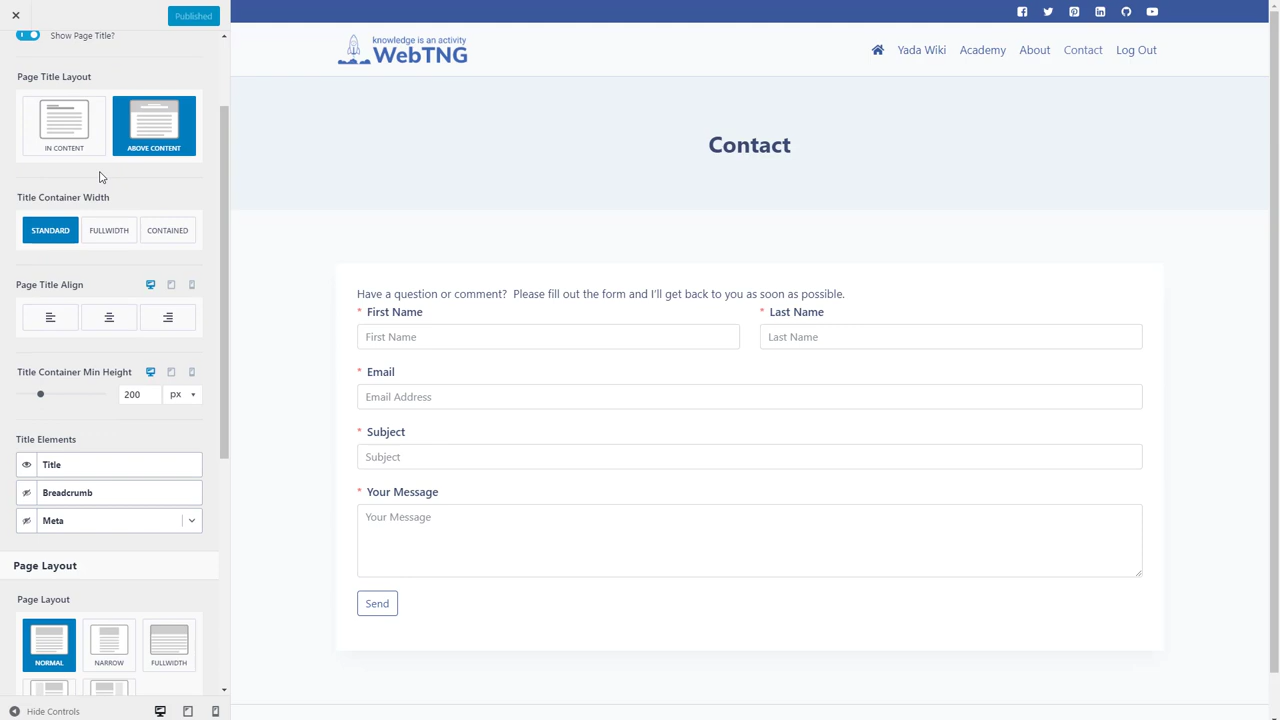 Published
Show Page Title?
Page Title Layout
IN CONTENT
ABOVE CONTENT
Title Container Width
STANDARD
FULLWIDTH
CONTAINED
Page Title Align
Title Container Min Height
200
px
Title Elements
Title
Breadcrumb
Meta
Page Layout
Page Layout
NORMAL
NARROW
FULLWIDTH
Hide Controls
knowledge is an activity
WebTNG
Yada Wiki
Academy
About
Contact
Log Out
Contact
Have a question or comment? Please fill out the form and I'll get back to you as soon as possible.
* First Name
* Last Name
First Name
Last Name
* Email
Email Address
* Subject
Subject
* Your Message
Your Message
Send